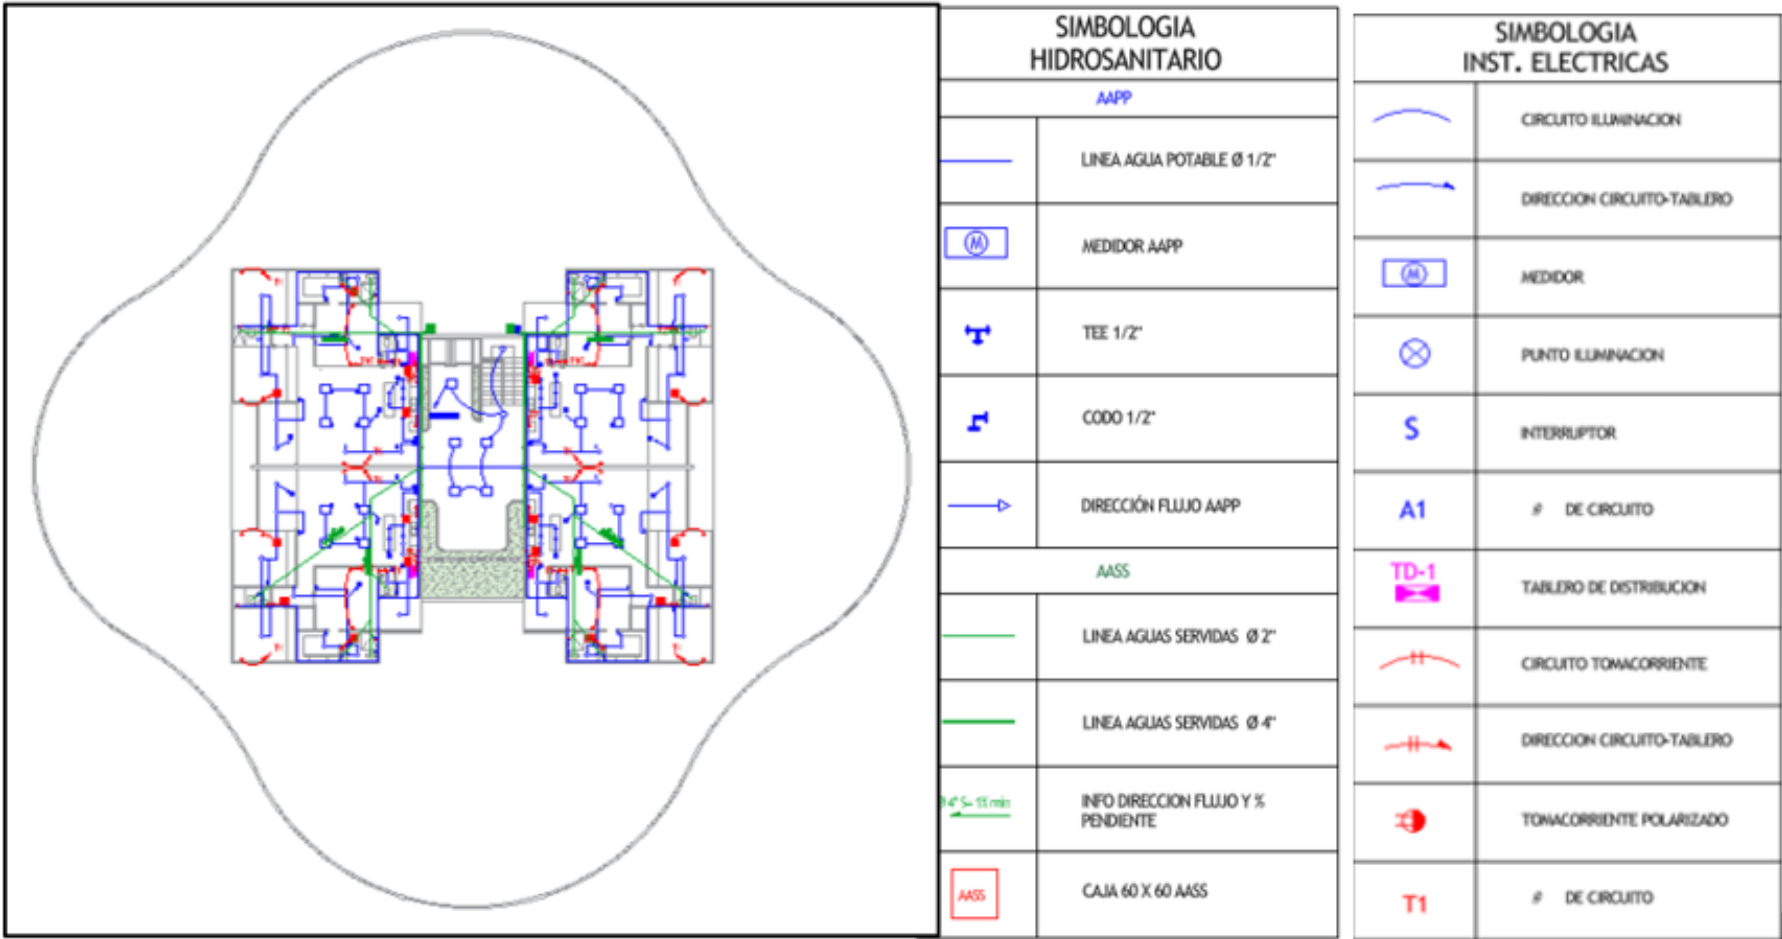 SIMBOLOGIA
HIDROSANITARIO
AAPP
LINEA AGUA POTABLE Ø 1/2"
M
MEDIDOR AAPP
TEE 1/2"
CODO 1/2"
DIRECCIÓN FLUJO AAPP
AASS
LINEA AGUAS SERVIDAS Ø 2"
LINEA AGUAS SERVIDAS Ø 4"
4" S= 1% min
INFO DIRECCION FLUJO Y %
PENDIENTE
AASS
CAJA 60 X 60 AASS
SIMBOLOGIA
INST. ELECTRICAS
CIRCUITO ILUMINACION
DIRECCION CIRCUITO-TABLERO
M
MEDIDOR
PUNTO ILUMINACION
S
INTERRUPTOR
A1
# DE CIRCUITO
TD-1
TABLERO DE DISTRIBUCION
CIRCUITO TOMACORRIENTE
DIRECCION CIRCUITO-TABLERO
TOMACORRIENTE POLARIZADO
T1
# DE CIRCUITO